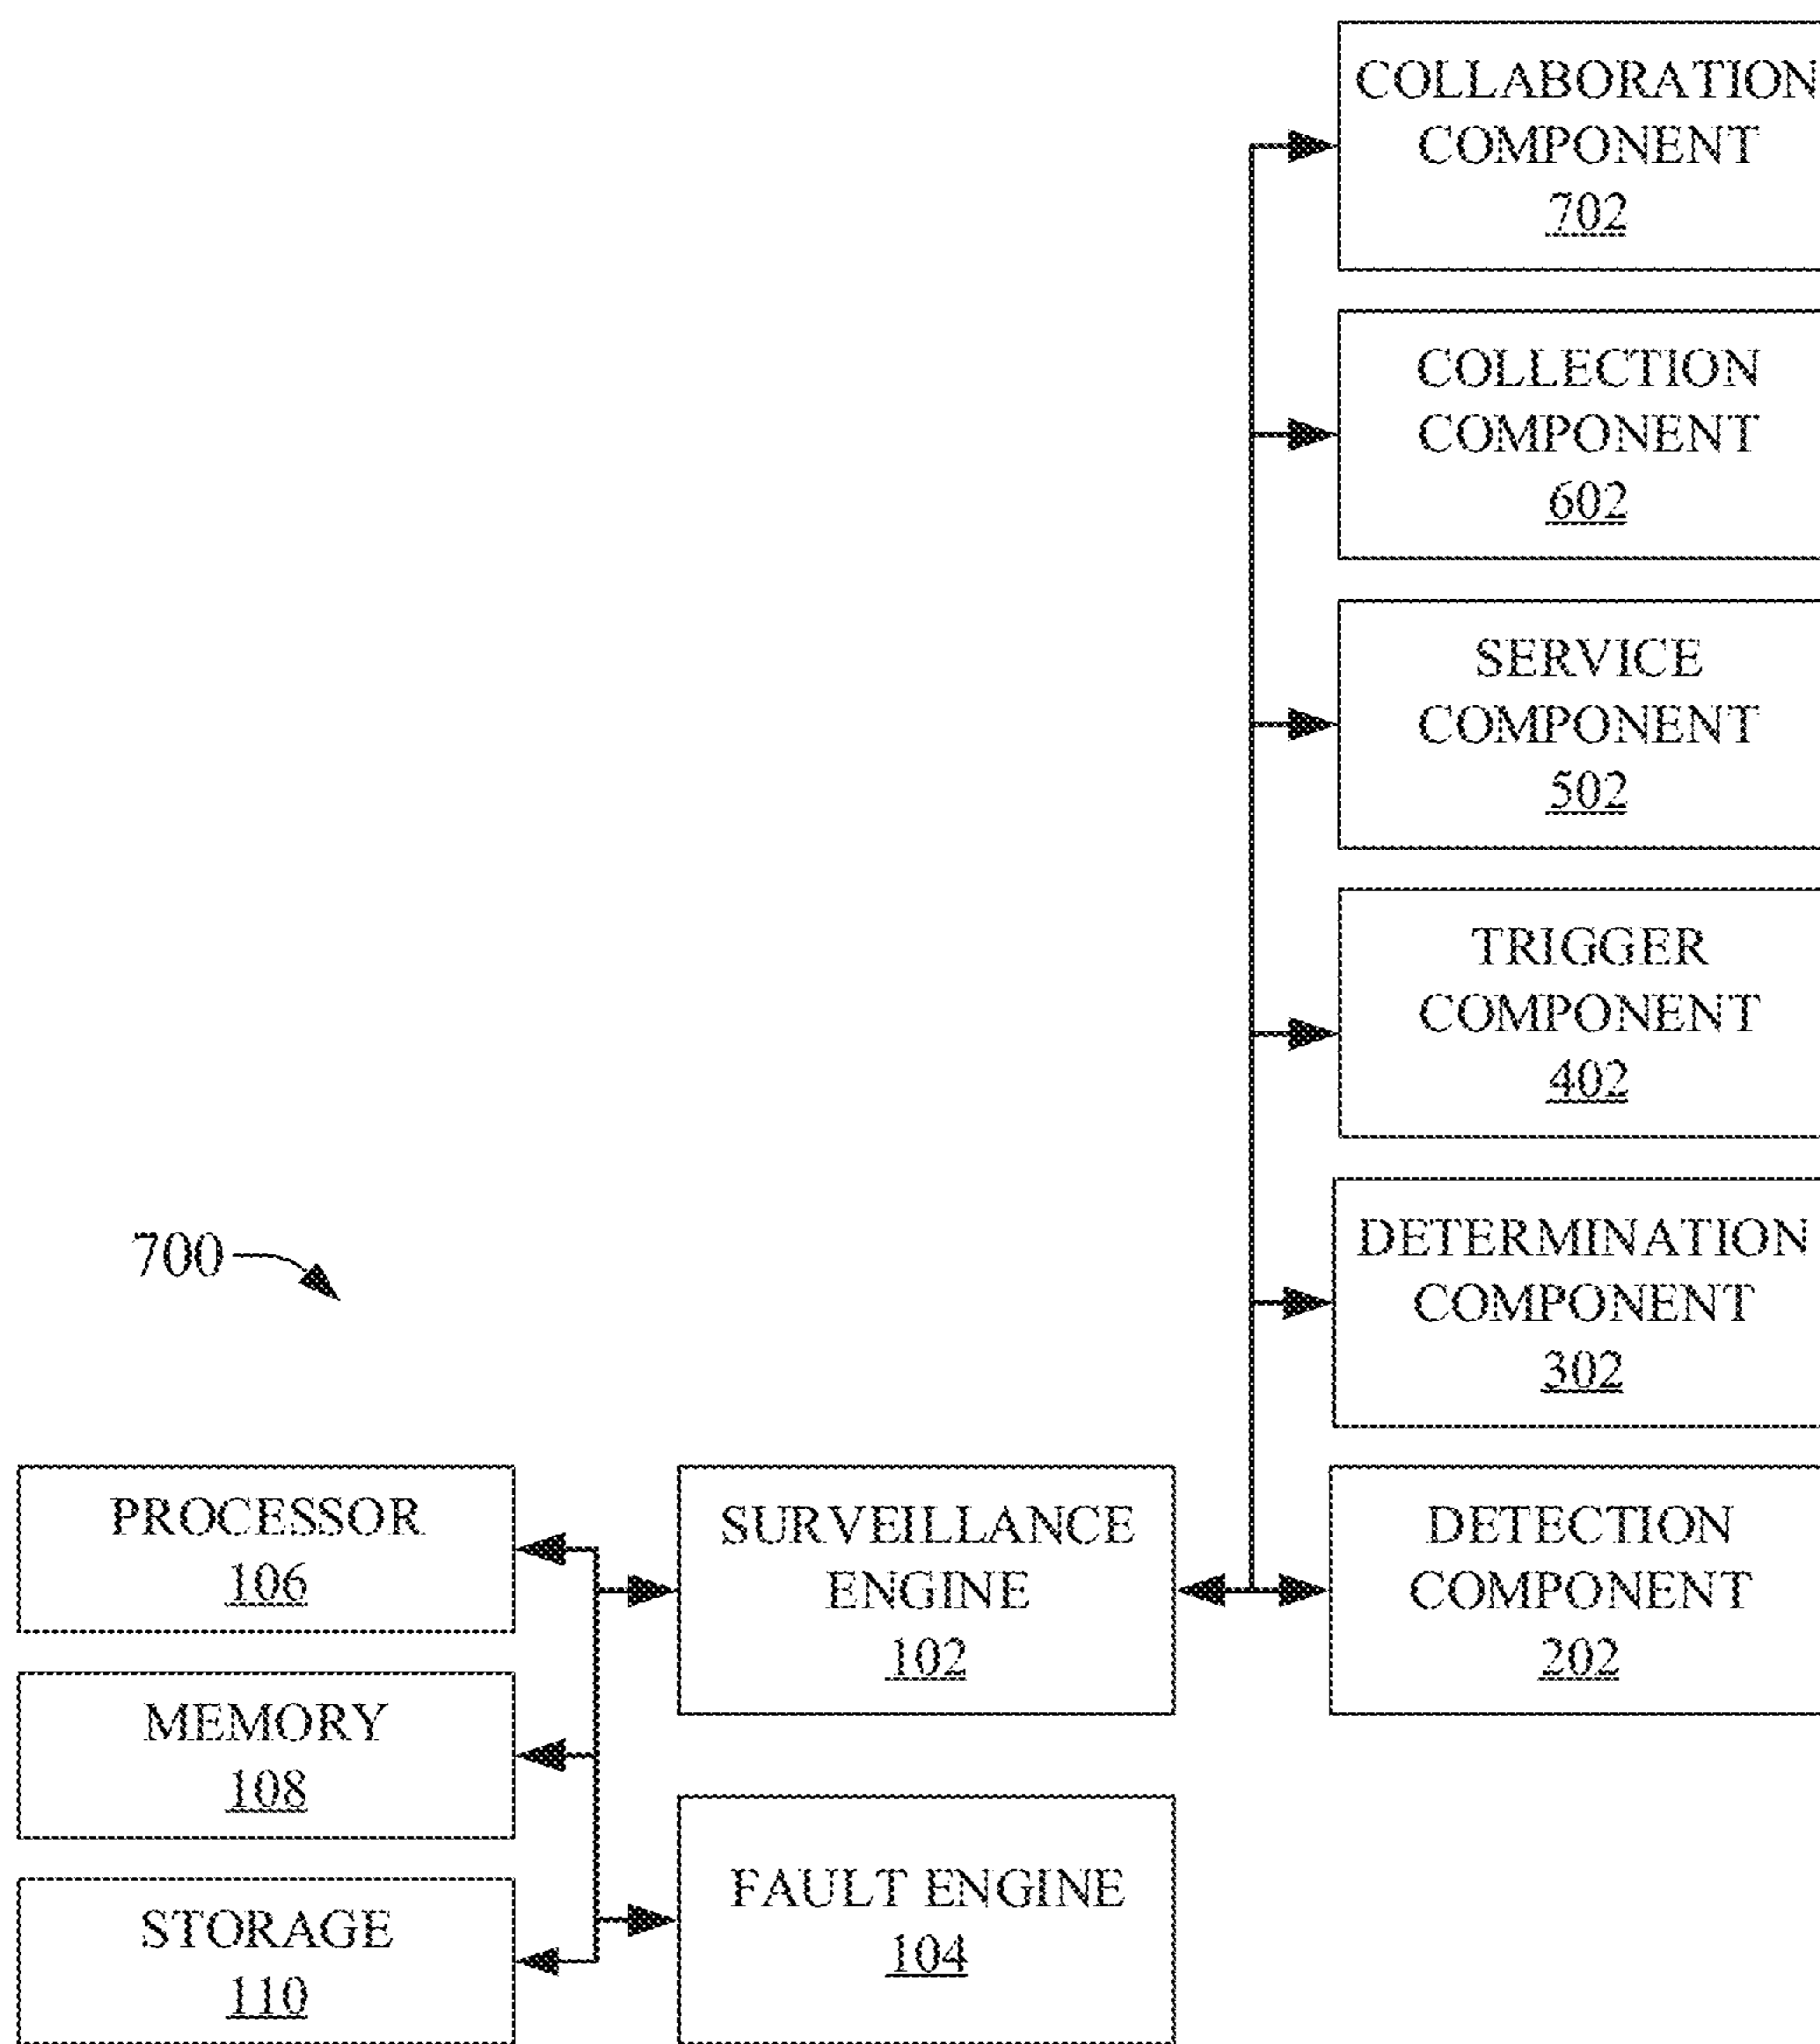 COLLABORATION
COMPONENT
702
COLLECTION
COMPONENT
602
SERVICE
COMPONENT
502
TRIGGER
COMPONENT
402
700
DETERMINATION
COMPONENT
302
PROCESSOR
106
SURVEILLANCE
ENGINE
102
DETECTION
COMPONENT
202
MEMORY
108
STORAGE
110
FAULT ENGINE
104